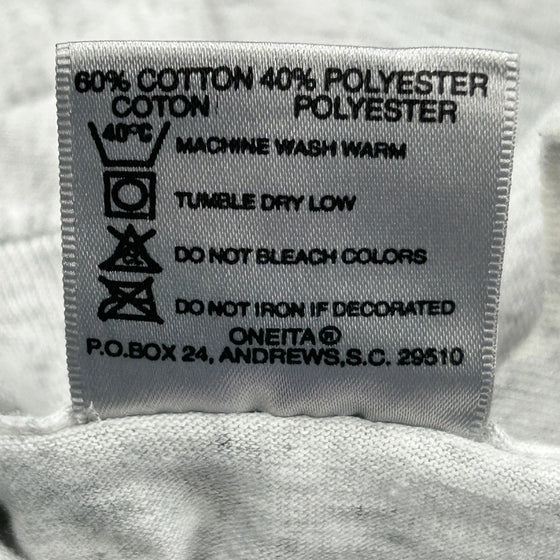 60% COTTON 40% POLYESTER
COTON POLYESTER
40°C MACHINE WASH WARM
TUMBLE DRY LOW
DO NOT BLEACH COLORS
DO NOT IRON IF DECORATED
ONEITA®
P.O.BOX 24, ANDREWS,S.C. 29510